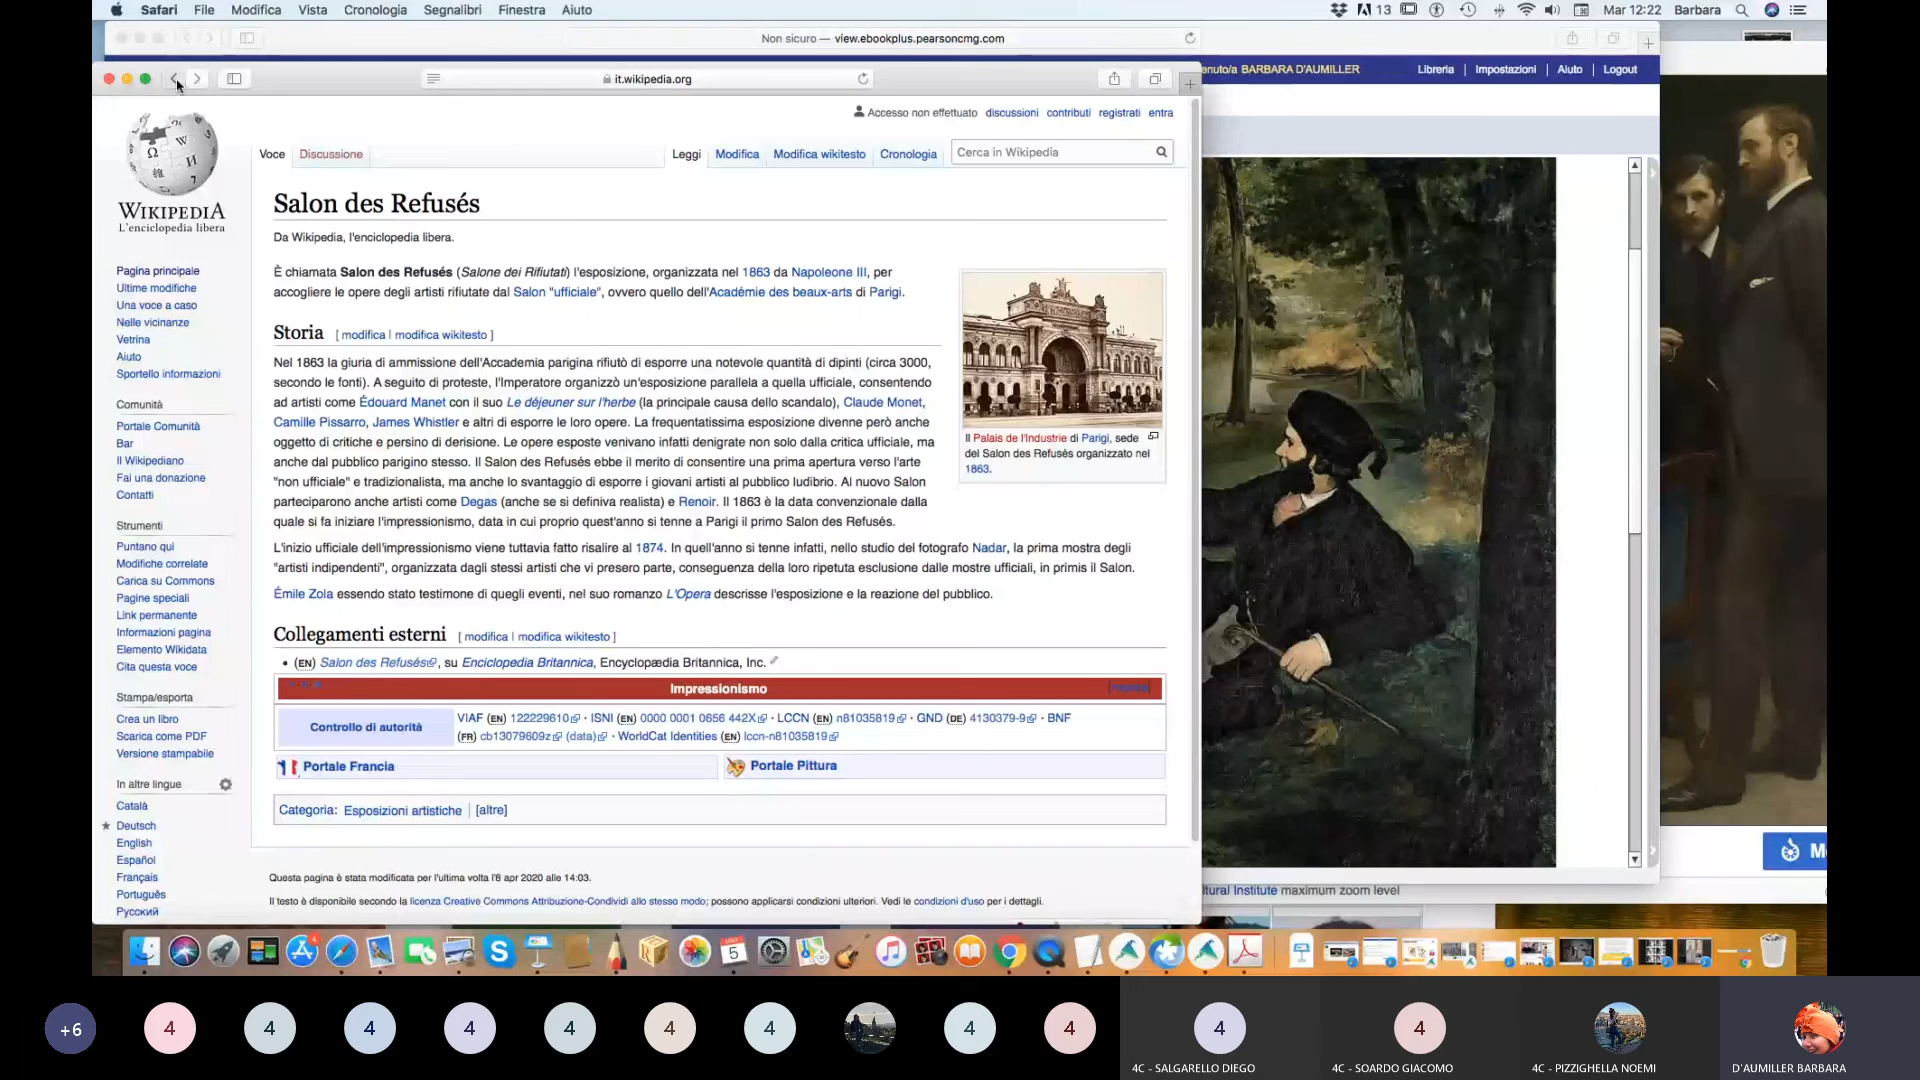 Safari File Modifica Vista Cronologia Segnalibri Finestra Aiuto
13 Mar 12:22 Barbara
Non sicuro — view.ebookplus.pearsoncmg.com
it.wikipedia.org
BARBARA D'AUMILLER Libreria | Impostazioni | Aiuto | Logout
Accesso non effettuato discussioni contributi registrati entra
Voce Discussione Leggi Modifica Modifica wikitesto Cronologia Cerca in Wikipedia
WIKIPEDIA
L'enciclopedia libera
Pagina principale
Ultime modifiche
Una voce a caso
Nelle vicinanze
Vetrina
Aiuto
Sportello informazioni
Comunità
Portale Comunità
Bar
Il Wikipediano
Fai una donazione
Contatti
Strumenti
Puntano qui
Modifiche correlate
Carica su Commons
Pagine speciali
Link permanente
Informazioni pagina
Elemento Wikidata
Cita questa voce
Stampa/esporta
Crea un libro
Scarica come PDF
Versione stampabile
In altre lingue
Català
Deutsch
English
Español
Français
Português
Русский
Salon des Refusés
Da Wikipedia, l'enciclopedia libera.
È chiamata Salon des Refusés (Salone dei Rifiutati) l'esposizione, organizzata nel 1863 da Napoleone III, per
accogliere le opere degli artisti rifiutate dal Salon "ufficiale", ovvero quello dell'Académie des beaux-arts di Parigi.
Storia [ modifica | modifica wikitesto ]
Nel 1863 la giuria di ammissione dell'Accademia parigina rifiutò di esporre una notevole quantità di dipinti (circa 3000,
secondo le fonti). A seguito di proteste, l'Imperatore organizzò un'esposizione parallela a quella ufficiale, consentendo
ad artisti come Édouard Manet con il suo Le déjeuner sur l'herbe (la principale causa dello scandalo), Claude Monet,
Camille Pissarro, James Whistler e altri di esporre le loro opere. La frequentatissima esposizione divenne però anche
oggetto di critiche e persino di derisione. Le opere esposte venivano infatti denigrate non solo dalla critica ufficiale, ma
anche dal pubblico parigino stesso. Il Salon des Refusés ebbe il merito di consentire una prima apertura verso l'arte
"non ufficiale" e tradizionalista, ma anche lo svantaggio di esporre i giovani artisti al pubblico ludibrio. Al nuovo Salon
parteciparono anche artisti come Degas (anche se si definiva realista) e Renoir. Il 1863 è la data convenzionale dalla
quale si fa iniziare l'impressionismo, data in cui proprio quest'anno si tenne a Parigi il primo Salon des Refusés.
L'inizio ufficiale dell'impressionismo viene tuttavia fatto risalire al 1874. In quell'anno si tenne infatti, nello studio del fotografo Nadar, la prima mostra degli
"artisti indipendenti", organizzata dagli stessi artisti che vi presero parte, conseguenza della loro ripetuta esclusione dalle mostre ufficiali, in primis il Salon.
Émile Zola essendo stato testimone di quegli eventi, nel suo romanzo L'Opera descrisse l'esposizione e la reazione del pubblico.
Il Palais de l'Industrie di Parigi, sede
del Salon des Refusés organizzato nel
1863.
Collegamenti esterni [ modifica | modifica wikitesto ]
• (EN) Salon des Refusés, su Enciclopedia Britannica, Encyclopædia Britannica, Inc.
Impressionismo
Controllo di autorità
VIAF (EN) 122229610 · ISNI (EN) 0000 0001 0656 442X · LCCN (EN) n81035819 · GND (DE) 4130379-9 · BNF
(FR) cb13079609z (data) · WorldCat Identities (EN) lccn-n81035819
Portale Francia Portale Pittura
Categoria: Esposizioni artistiche | [altre]
Questa pagina è stata modificata per l'ultima volta l'8 apr 2020 alle 14:03.
Il testo è disponibile secondo la licenza Creative Commons Attribuzione-Condividi allo stesso modo; possono applicarsi condizioni ulteriori. Vedi le condizioni d'uso per i dettagli.
Institute maximum zoom level
+6 4 4 4 4 4 4 4 4 4 4 4
4C - SALGARELLO DIEGO 4C - SOARDO GIACOMO 4C - PIZZIGHELLA NOEMI D'AUMILLER BARBARA